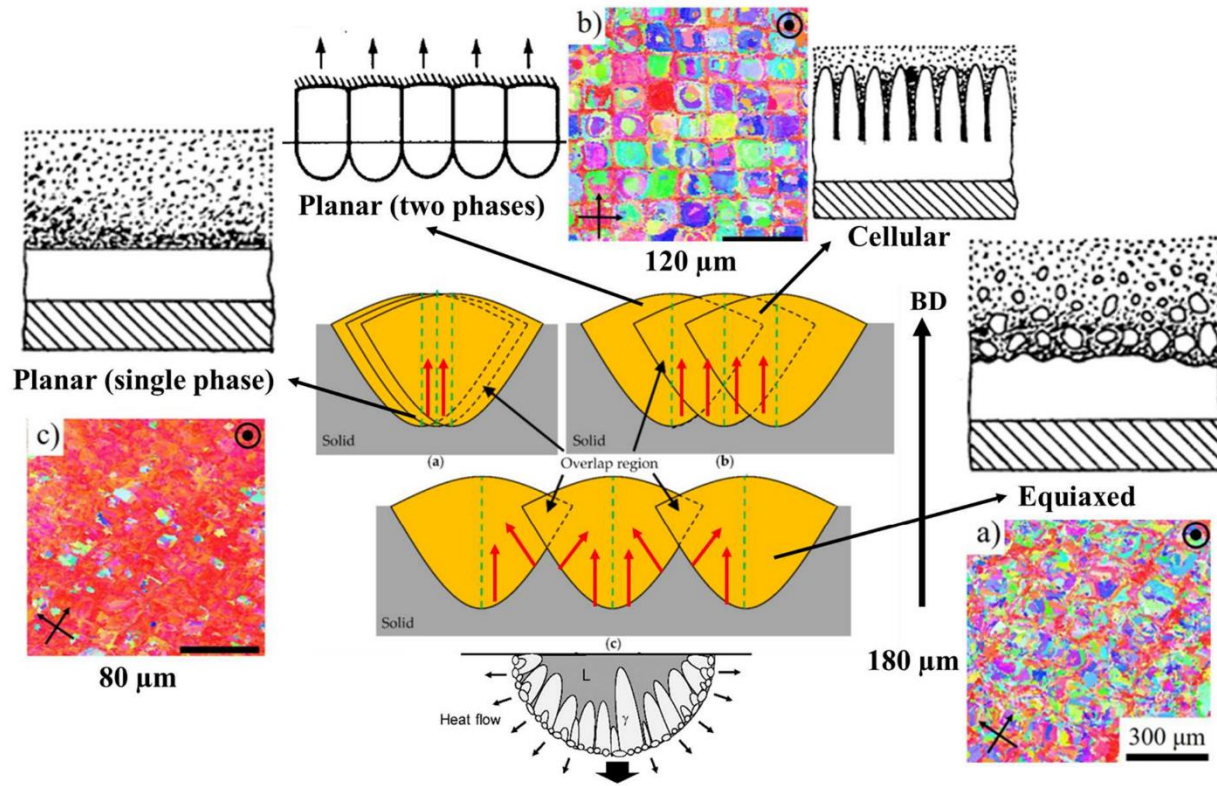 b)
Planar (two phases)
120 μm
Cellular
BD
Planar (single phase)
c)
80 μm
Solid
(a)
Solid
(b)
Overlap region
Solid
(c)
Equiaxed
a)
180 μm
300 μm
L
γ
Heat flow